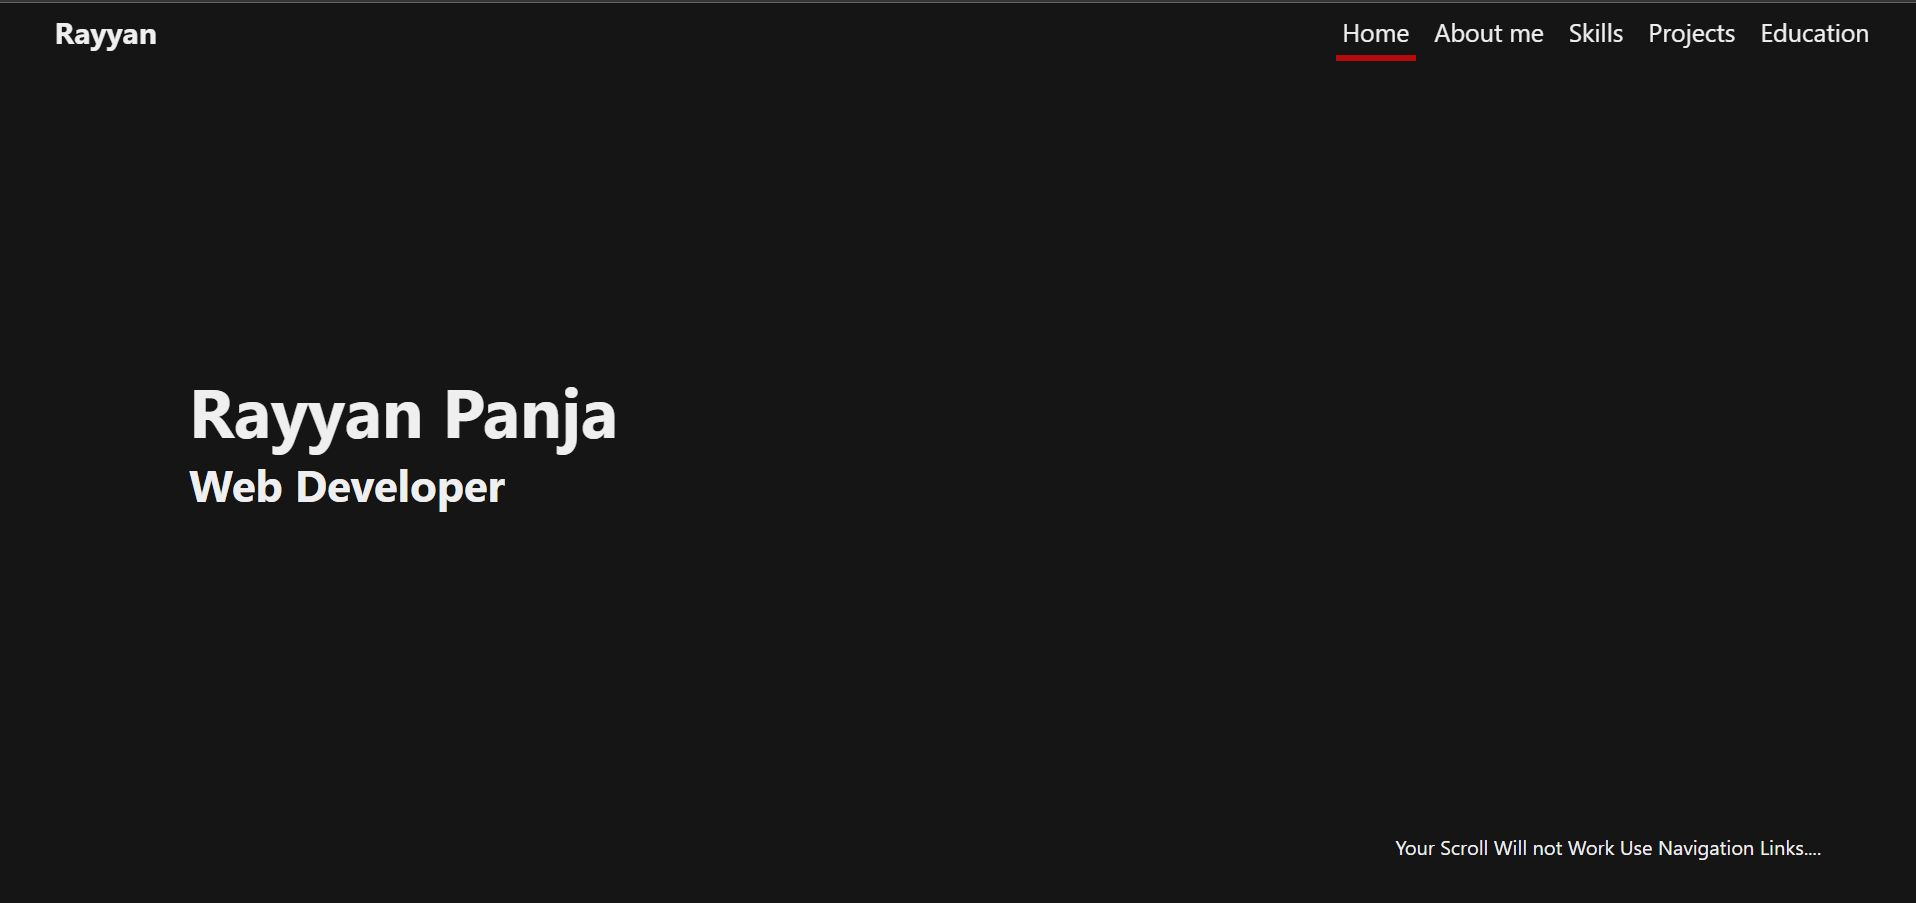 Rayyan
Home About me Skills Projects Education
Rayyan Panja
Web Developer
Your Scroll Will not Work Use Navigation Links....